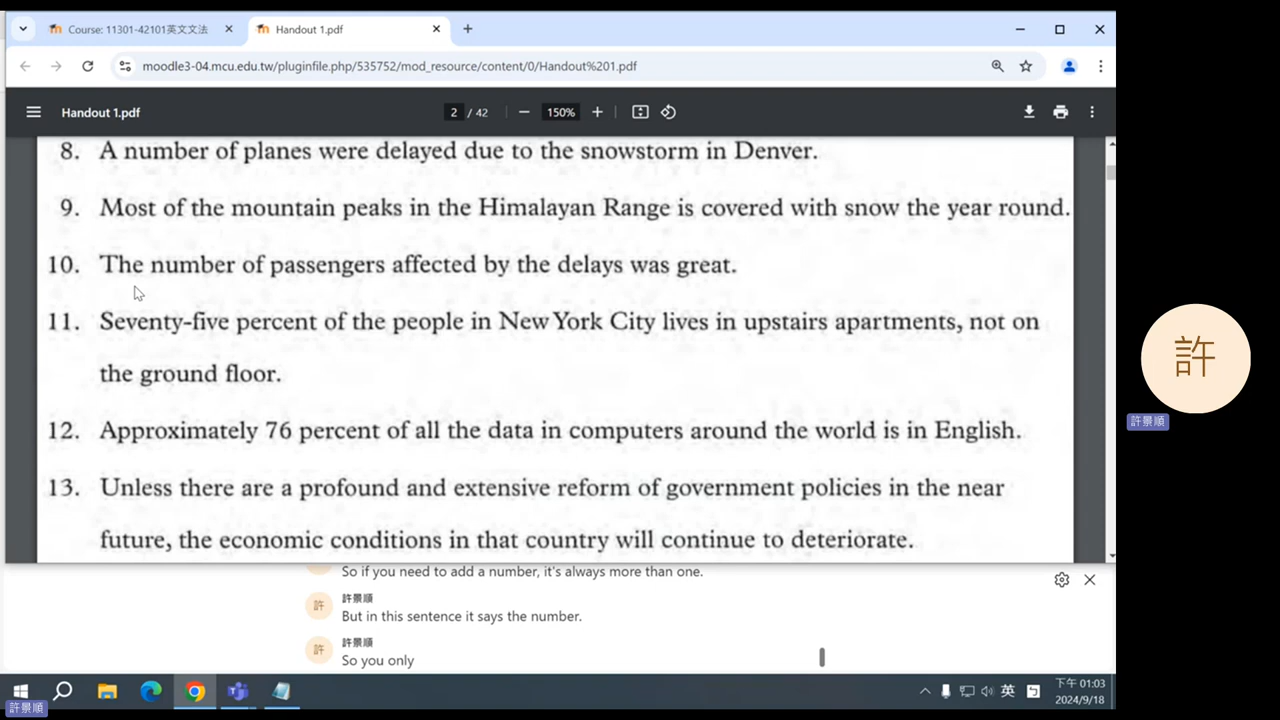 Course: 11301-42101英文文法
Handout 1.pdf
moodle3-04.mcu.edu.tw/pluginfile.php/535752/mod_resource/content/0/Handout%201.pdf
Handout 1.pdf
2 / 42
150%
8. A number of planes were delayed due to the snowstorm in Denver.
9. Most of the mountain peaks in the Himalayan Range is covered with snow the year round.
10. The number of passengers affected by the delays was great.
11. Seventy-five percent of the people in New York City lives in upstairs apartments, not on
the ground floor.
12. Approximately 76 percent of all the data in computers around the world is in English.
13. Unless there are a profound and extensive reform of government policies in the near
future, the economic conditions in that country will continue to deteriorate.
許
許景順
So if you need to add a number, it's always more than one.
許
許景順
But in this sentence it says the number.
許
許景順
So you only
英
ㄅ
下午 01:03
2024/9/18
許景順